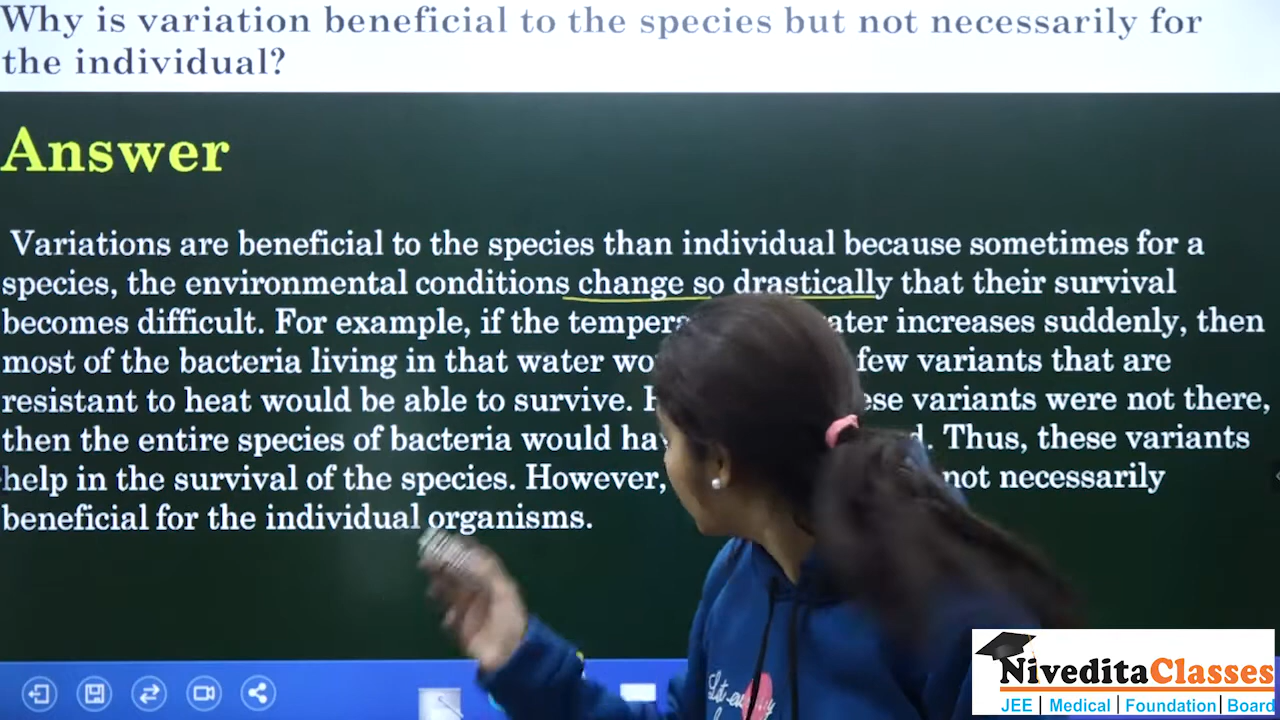 Why is variation beneficial to the species but not necessarily for
the individual?
Answer
Variations are beneficial to the species than individual because sometimes for a
species, the environmental conditions change so drastically that their survival
becomes difficult. For example, if the ater increases suddenly, then
most of the bacteria living in that water few variants that are
resistant to heat would be able to survive. variants were not there,
then the entire species of bacteria would Thus, these variants
help in the survival of the species. However, not necessarily
beneficial for the individual organisms.
NiveditaClasses
JEE | Medical | Foundation | Board